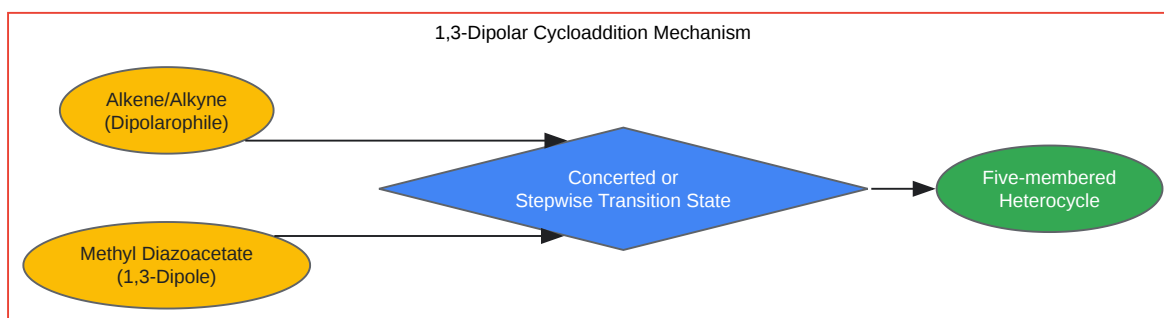 1,3-Dipolar Cycloaddition Mechanism
Alkene/Alkyne
(Dipolarophile)
Concerted or
Stepwise Transition State
Five-membered
Heterocycle
Methyl Diazoacetate
(1,3-Dipole)